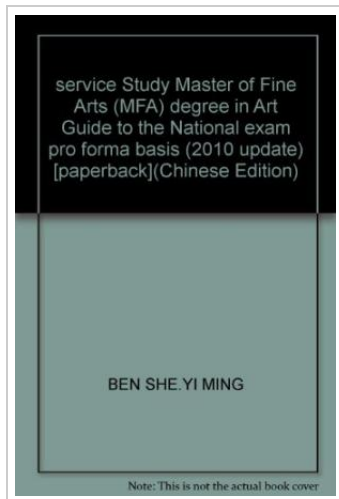 service Study Master of Fine
Arts (MFA) degree in Art
Guide to the National exam
pro forma basis (2010 update)
[paperback](Chinese Edition)
BEN SHE.YI MING
Note: This is not the actual book cover